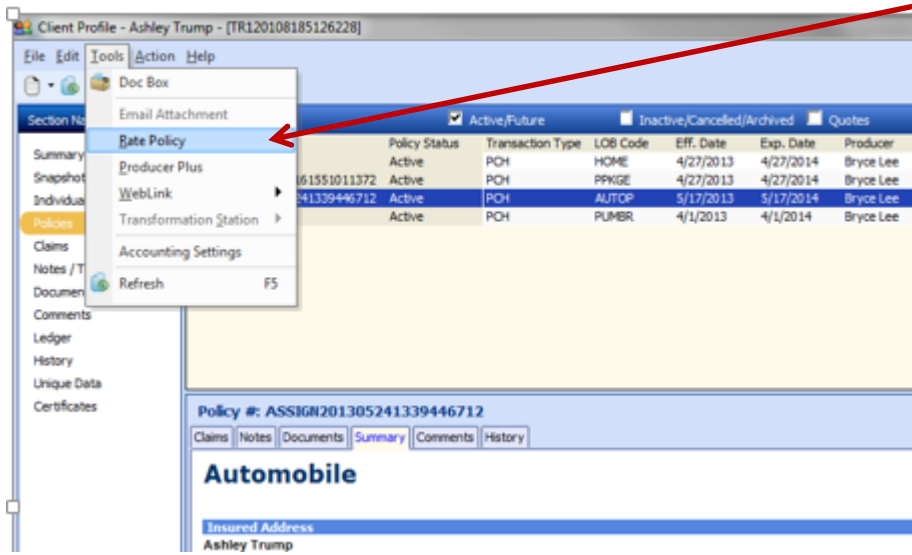 Client Profile - Ashley Trump - [TR120108185126228]
File Edit Tools Action Help
Doc Box
Email Attachment
Rate Policy
Producer Plus
WebLink
Transformation Station
Accounting Settings
Refresh F5
Section Na
Summary
Snapshot
Individua
Policies
Claims
Notes / T
Documen
Comments
Ledger
History
Unique Data
Certificates
Active/Future Inactive/Cancelled/Archived Quotes
Policy Status Transaction Type LOB Code Eff. Date Exp. Date Producer
Active PCH HOME 4/27/2013 4/27/2014 Bryce Lee
61551011372 Active PCH PPKGE 4/27/2013 4/27/2014 Bryce Lee
241339446712 Active PCH AUTOP 5/17/2013 5/17/2014 Bryce Lee
Active PCH PUMBR 4/1/2013 4/1/2014 Bryce Lee
Policy #: ASSIGN201305241339446712
Claims Notes Documents Summary Comments History
Automobile
Insured Address
Ashley Trump